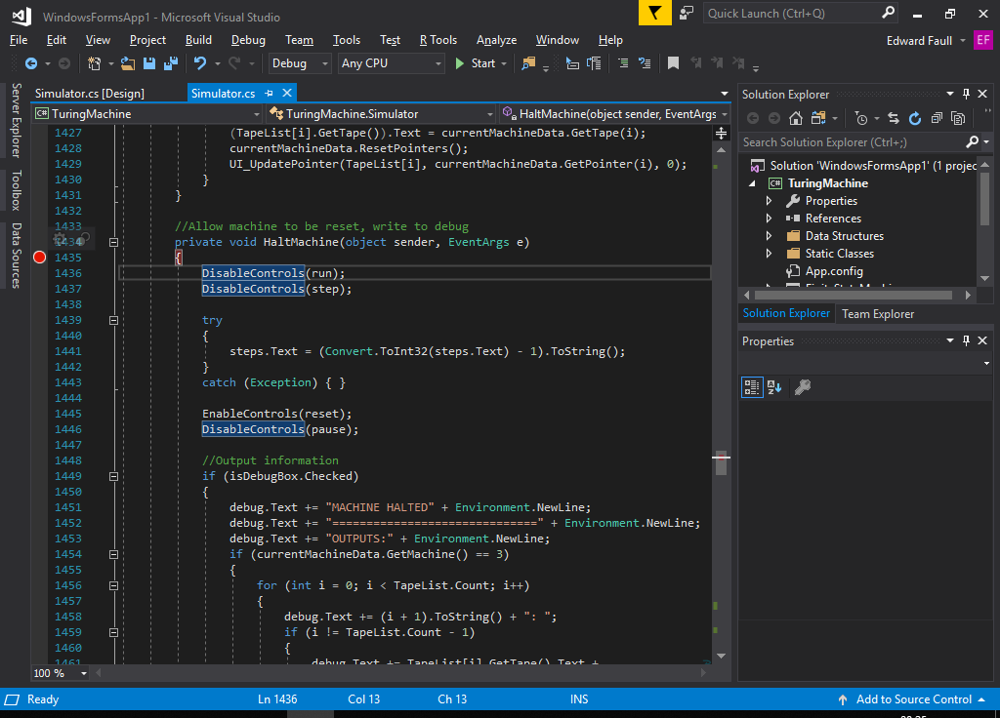 WindowsFormsApp1 - Microsoft Visual Studio
Quick Launch (Ctrl+Q)
File Edit View Project Build Debug Team Tools Test R Tools Analyze Window Help
Edward Faull EF
Debug Any CPU Start
Server Explorer
Toolbox
Data Sources
Simulator.cs [Design] Simulator.cs
C# TuringMachine TuringMachine.Simulator HaltMachine(object sender, EventArgs
1427 (TapeList[i].GetTape()).Text = currentMachineData.GetTape(i);
1428 currentMachineData.ResetPointers();
1429 UI_UpdatePointer(TapeList[i], currentMachineData.GetPointer(i), 0);
1430 }
1431 }
1432
1433 //Allow machine to be reset, write to debug
1434 private void HaltMachine(object sender, EventArgs e)
1435 {
1436 DisableControls(run);
1437 DisableControls(step);
1438
1439 try
1440 {
1441 steps.Text = (Convert.ToInt32(steps.Text) - 1).ToString();
1442 }
1443 catch (Exception) { }
1444
1445 EnableControls(reset);
1446 DisableControls(pause);
1447
1448 //Output information
1449 if (isDebugBox.Checked)
1450 {
1451 debug.Text += "MACHINE HALTED" + Environment.NewLine;
1452 debug.Text += "==============================" + Environment.NewLine;
1453 debug.Text += "OUTPUTS:" + Environment.NewLine;
1454 if (currentMachineData.GetMachine() == 3)
1455 {
1456 for (int i = 0; i < TapeList.Count; i++)
1457 {
1458 debug.Text += (i + 1).ToString() + ": ";
1459 if (i != TapeList.Count - 1)
1460 {
1461 debug.Text += TapeList[i].GetTape().Text +
100 %
Solution Explorer
Search Solution Explorer (Ctrl+;)
Solution 'WindowsFormsApp1' (1 projec
C# TuringMachine
Properties
References
Data Structures
Static Classes
App.config
Solution Explorer Team Explorer
Properties
Ready Ln 1436 Col 13 Ch 13 INS Add to Source Control